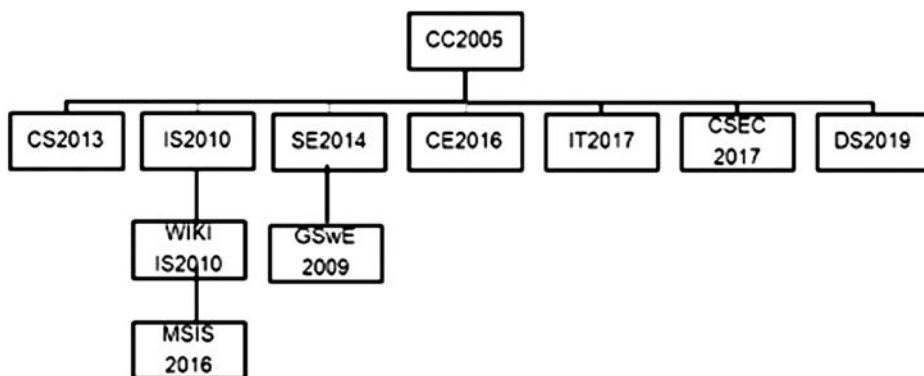 CC2005
CS2013
IS2010
SE2014
CE2016
IT2017
CSEC
2017
DS2019
WIKI
IS2010
GSwE
2009
MSIS
2016